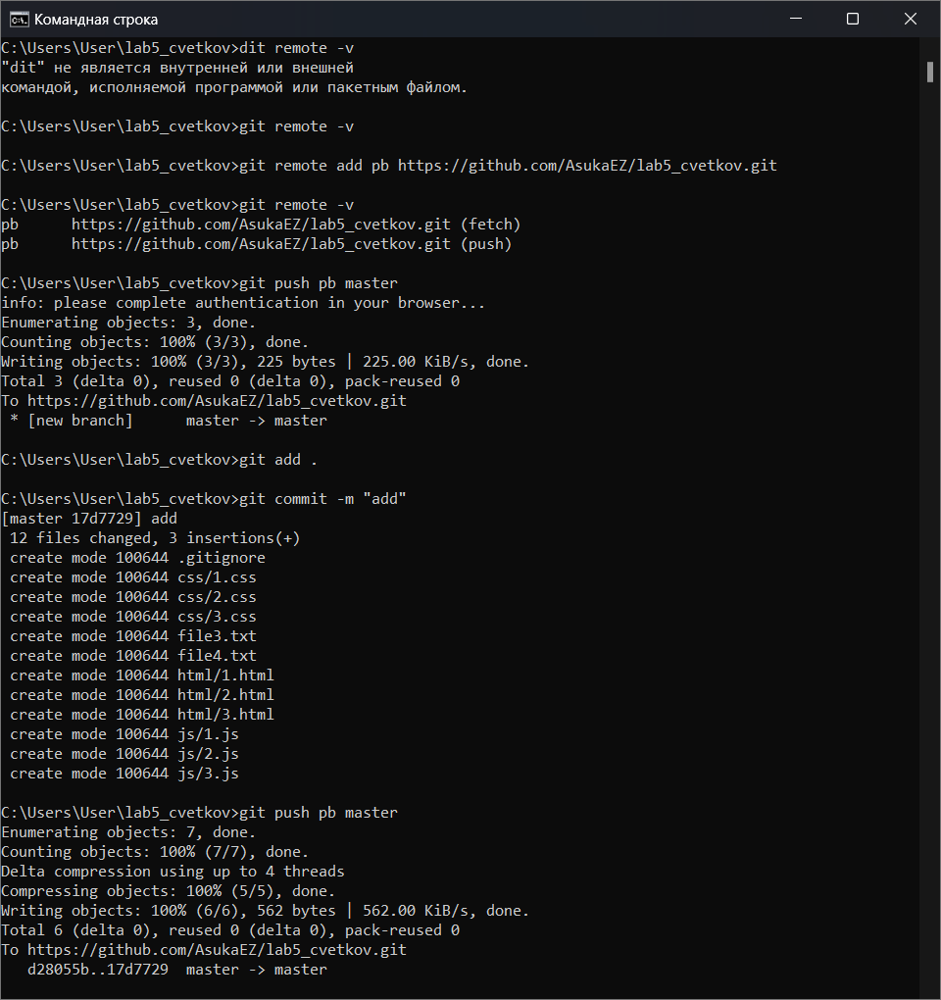 Командная строка
C:\Users\User\lab5_cvetkov>dit remote -v
"dit" не является внутренней или внешней
командой, исполняемой программой или пакетным файлом.
C:\Users\User\lab5_cvetkov>git remote -v
C:\Users\User\lab5_cvetkov>git remote add pb https://github.com/AsukaEZ/lab5_cvetkov.git
C:\Users\User\lab5_cvetkov>git remote -v
pb      https://github.com/AsukaEZ/lab5_cvetkov.git (fetch)
pb      https://github.com/AsukaEZ/lab5_cvetkov.git (push)
C:\Users\User\lab5_cvetkov>git push pb master
info: please complete authentication in your browser...
Enumerating objects: 3, done.
Counting objects: 100% (3/3), done.
Writing objects: 100% (3/3), 225 bytes | 225.00 KiB/s, done.
Total 3 (delta 0), reused 0 (delta 0), pack-reused 0
To https://github.com/AsukaEZ/lab5_cvetkov.git
 * [new branch]      master -> master
C:\Users\User\lab5_cvetkov>git add .
C:\Users\User\lab5_cvetkov>git commit -m "add"
[master 17d7729] add
 12 files changed, 3 insertions(+)
 create mode 100644 .gitignore
 create mode 100644 css/1.css
 create mode 100644 css/2.css
 create mode 100644 css/3.css
 create mode 100644 file3.txt
 create mode 100644 file4.txt
 create mode 100644 html/1.html
 create mode 100644 html/2.html
 create mode 100644 html/3.html
 create mode 100644 js/1.js
 create mode 100644 js/2.js
 create mode 100644 js/3.js
C:\Users\User\lab5_cvetkov>git push pb master
Enumerating objects: 7, done.
Counting objects: 100% (7/7), done.
Delta compression using up to 4 threads
Compressing objects: 100% (5/5), done.
Writing objects: 100% (6/6), 562 bytes | 562.00 KiB/s, done.
Total 6 (delta 0), reused 0 (delta 0), pack-reused 0
To https://github.com/AsukaEZ/lab5_cvetkov.git
   d28055b..17d7729  master -> master